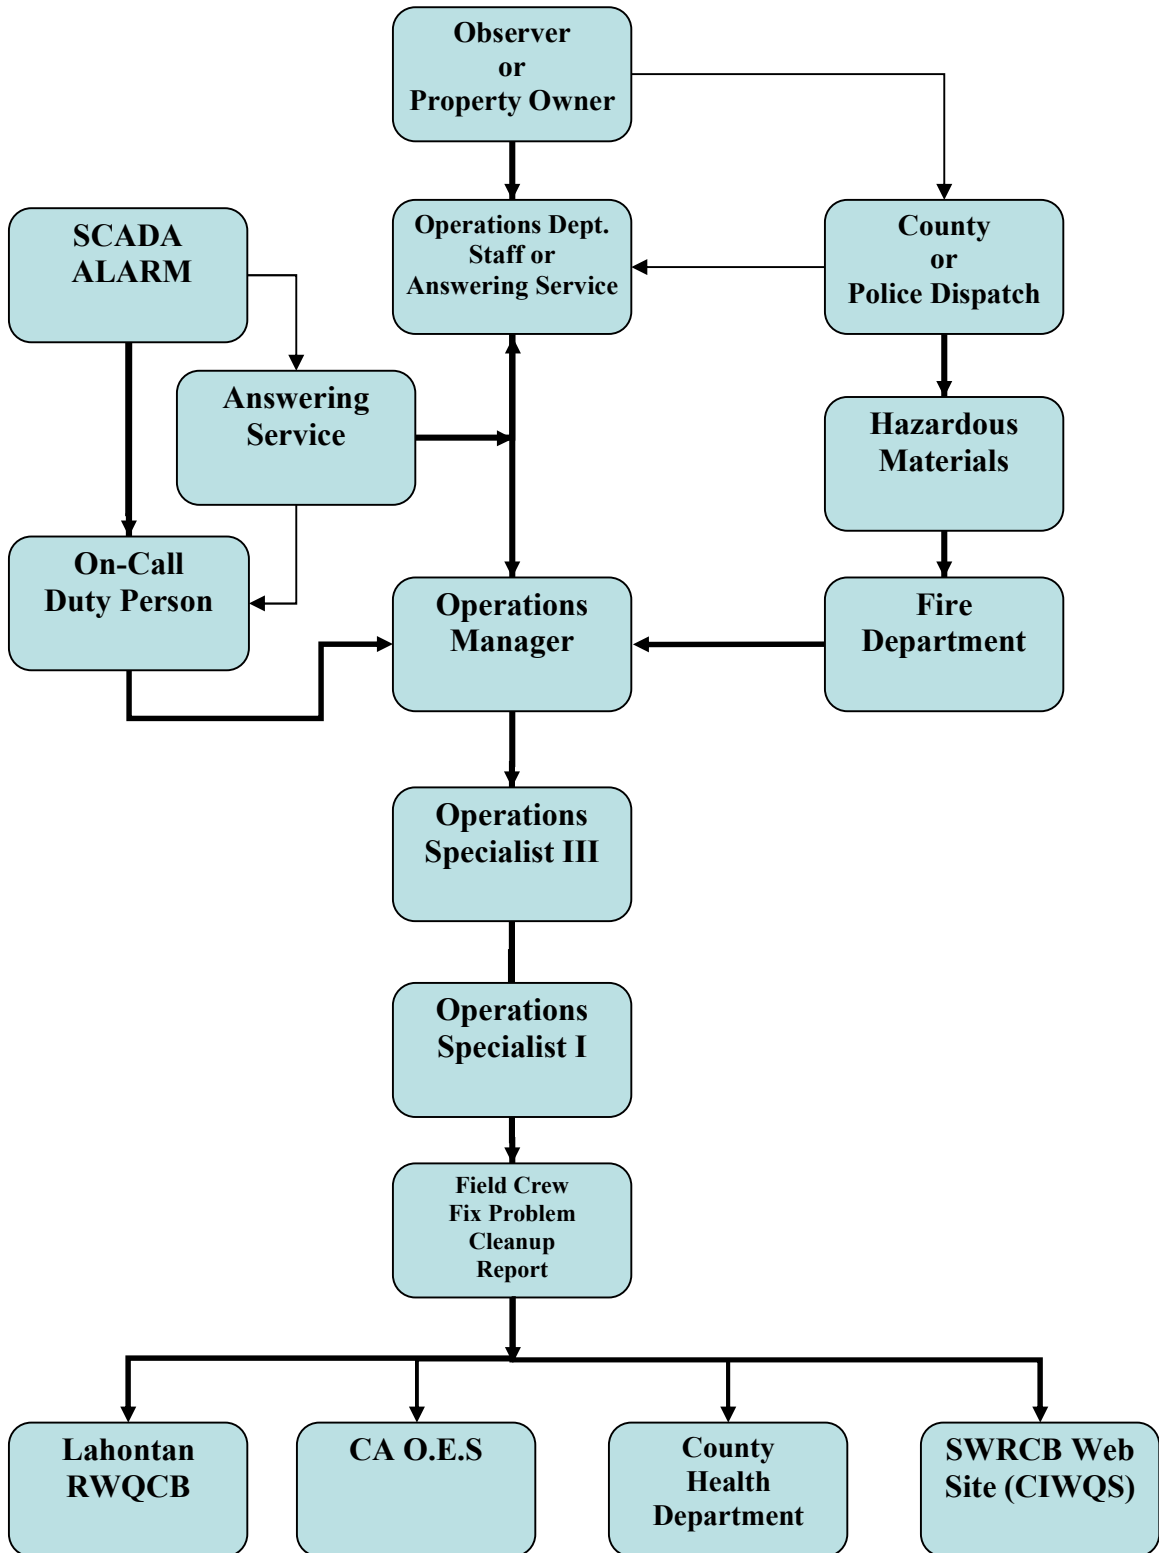 Observer
or
Property Owner
SCADA
ALARM
Operations Dept.
Staff or
Answering Service
County
or
Police Dispatch
Answering
Service
Hazardous
Materials
On-Call
Duty Person
Operations
Manager
Fire
Department
Operations
Specialist III
Operations
Specialist I
Field Crew
Fix Problem
Cleanup
Report
Lahontan
RWQCB
CA O.E.S
County
Health
Department
SWRCB Web
Site (CIWQS)